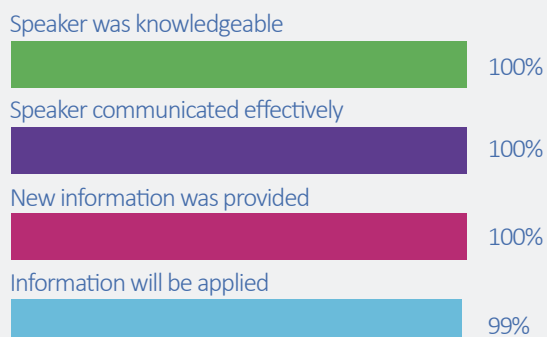 Speaker was knowledgeable
100%
Speaker communicated effectively
100%
New information was provided
100%
Information will be applied
99%